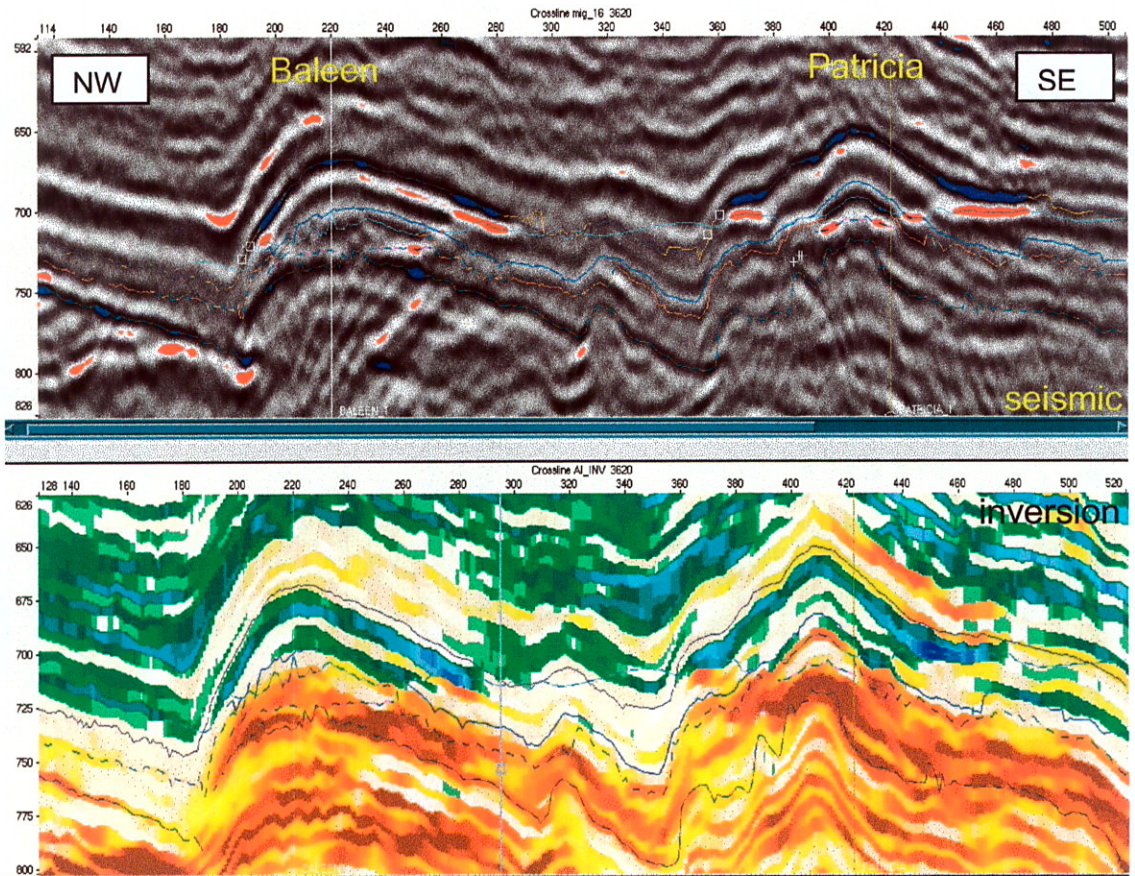 Crossline mig_16 3620
114 140 160 180 200 220 240 260 280 300 320 340 360 380 400 420 440 460 480 500
592
NW
Baleen
Patricia
SE
650
700
750
800
826
BALEEN
seismic
Crossline AI_INV 3620
128 140 160 180 200 220 240 260 280 300 320 340 360 380 400 420 440 460 480 500 520
626
inversion
650
675
700
725
750
775
800